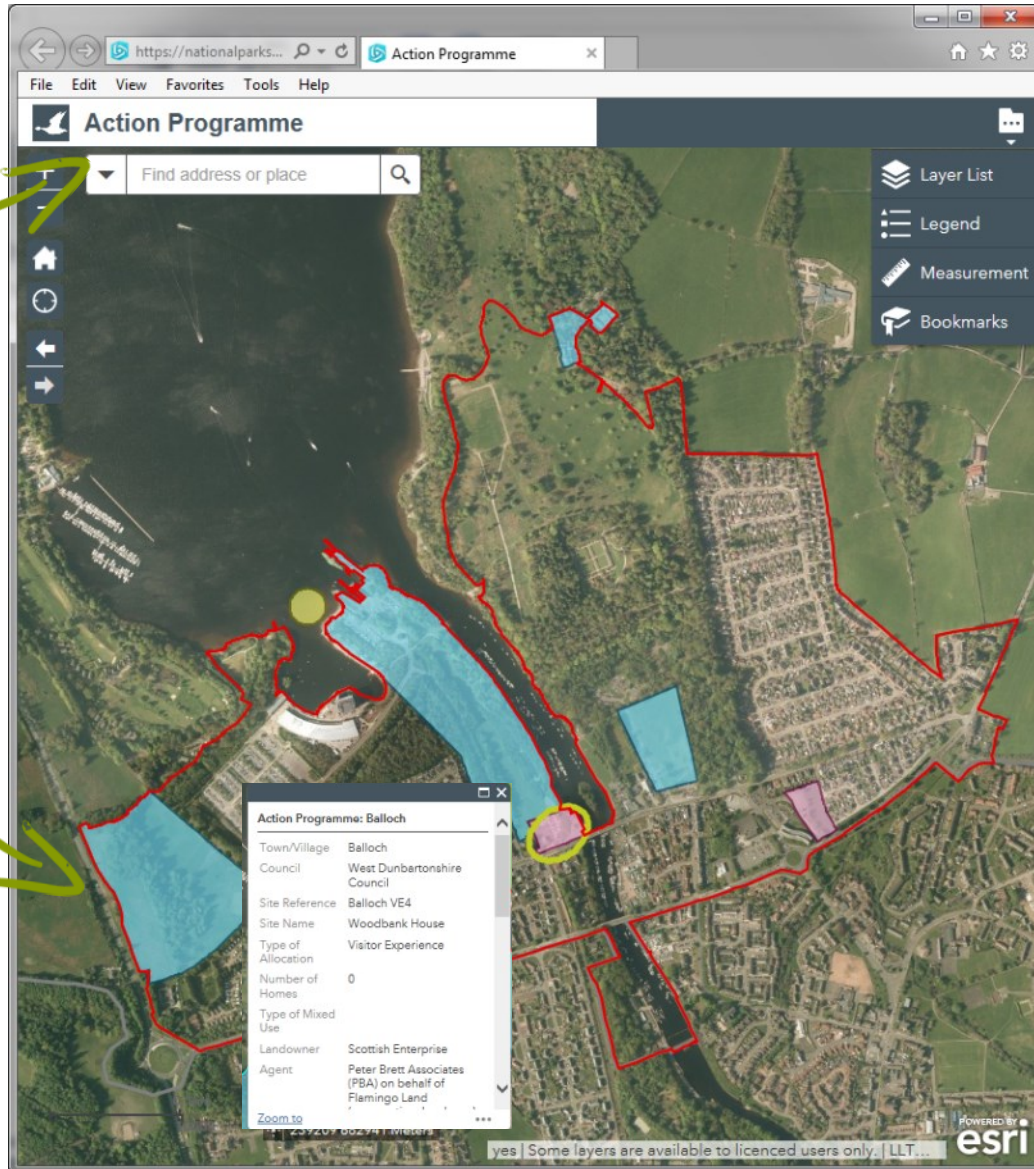 https://nationalparks...
Action Programme
File Edit View Favorites Tools Help
Action Programme
Find address or place
Layer List
Legend
Measurement
Bookmarks
Action Programme: Balloch
Town/Village Balloch
Council West Dunbartonshire
Council
Site Reference Balloch VE4
Site Name Woodbank House
Type of Visitor Experience
Allocation
Number of 0
Homes
Type of Mixed
Use
Landowner Scottish Enterprise
Agent Peter Brett Associates
(PBA) on behalf of
Flamingo Land
Zoom to
Meters
yes | Some layers are available to licenced users only. | LLT...
POWERED BY
esri